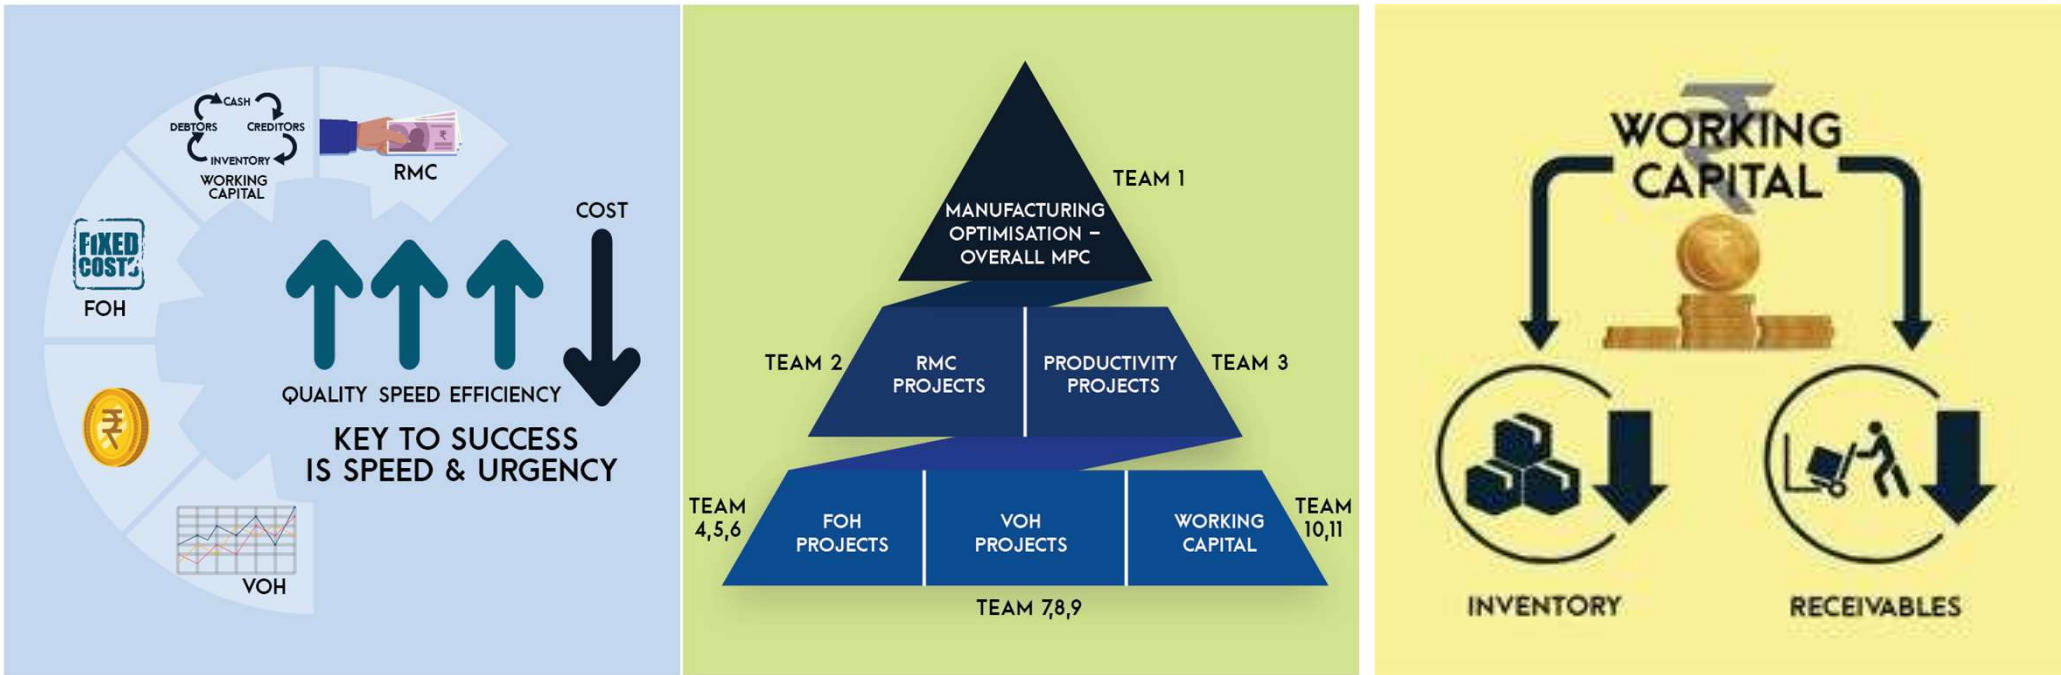 CASH
DEBTORS
CREDITORS
INVENTORY
WORKING
CAPITAL
₹
RMC
FIXED
COSTS
FOH
₹
VOH
COST
QUALITY SPEED EFFICIENCY
KEY TO SUCCESS
IS SPEED & URGENCY
TEAM 1
MANUFACTURING
OPTIMISATION –
OVERALL MPC
TEAM 2
RMC
PROJECTS
PRODUCTIVITY
PROJECTS
TEAM 3
TEAM
4,5,6
FOH
PROJECTS
VOH
PROJECTS
WORKING
CAPITAL
TEAM
10,11
TEAM 7,8,9
₹
WORKING
CAPITAL
₹
INVENTORY
RECEIVABLES